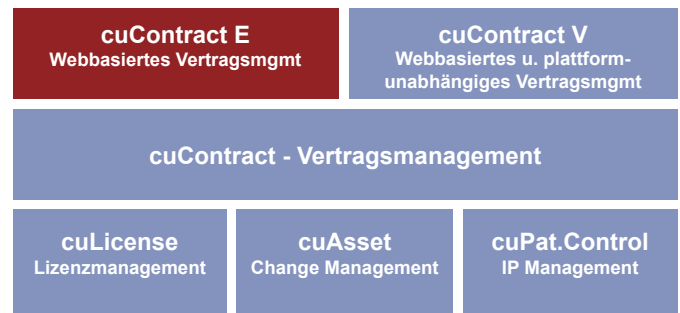 cuContract E
Webbasiertes Vertragsmgmt
cuContract V
Webbasiertes u. plattform-
unabhängiges Vertragsmgmt
cuContract - Vertragsmanagement
cuLicense
Lizenzmanagement
cuAsset
Change Management
cuPat.Control
IP Management